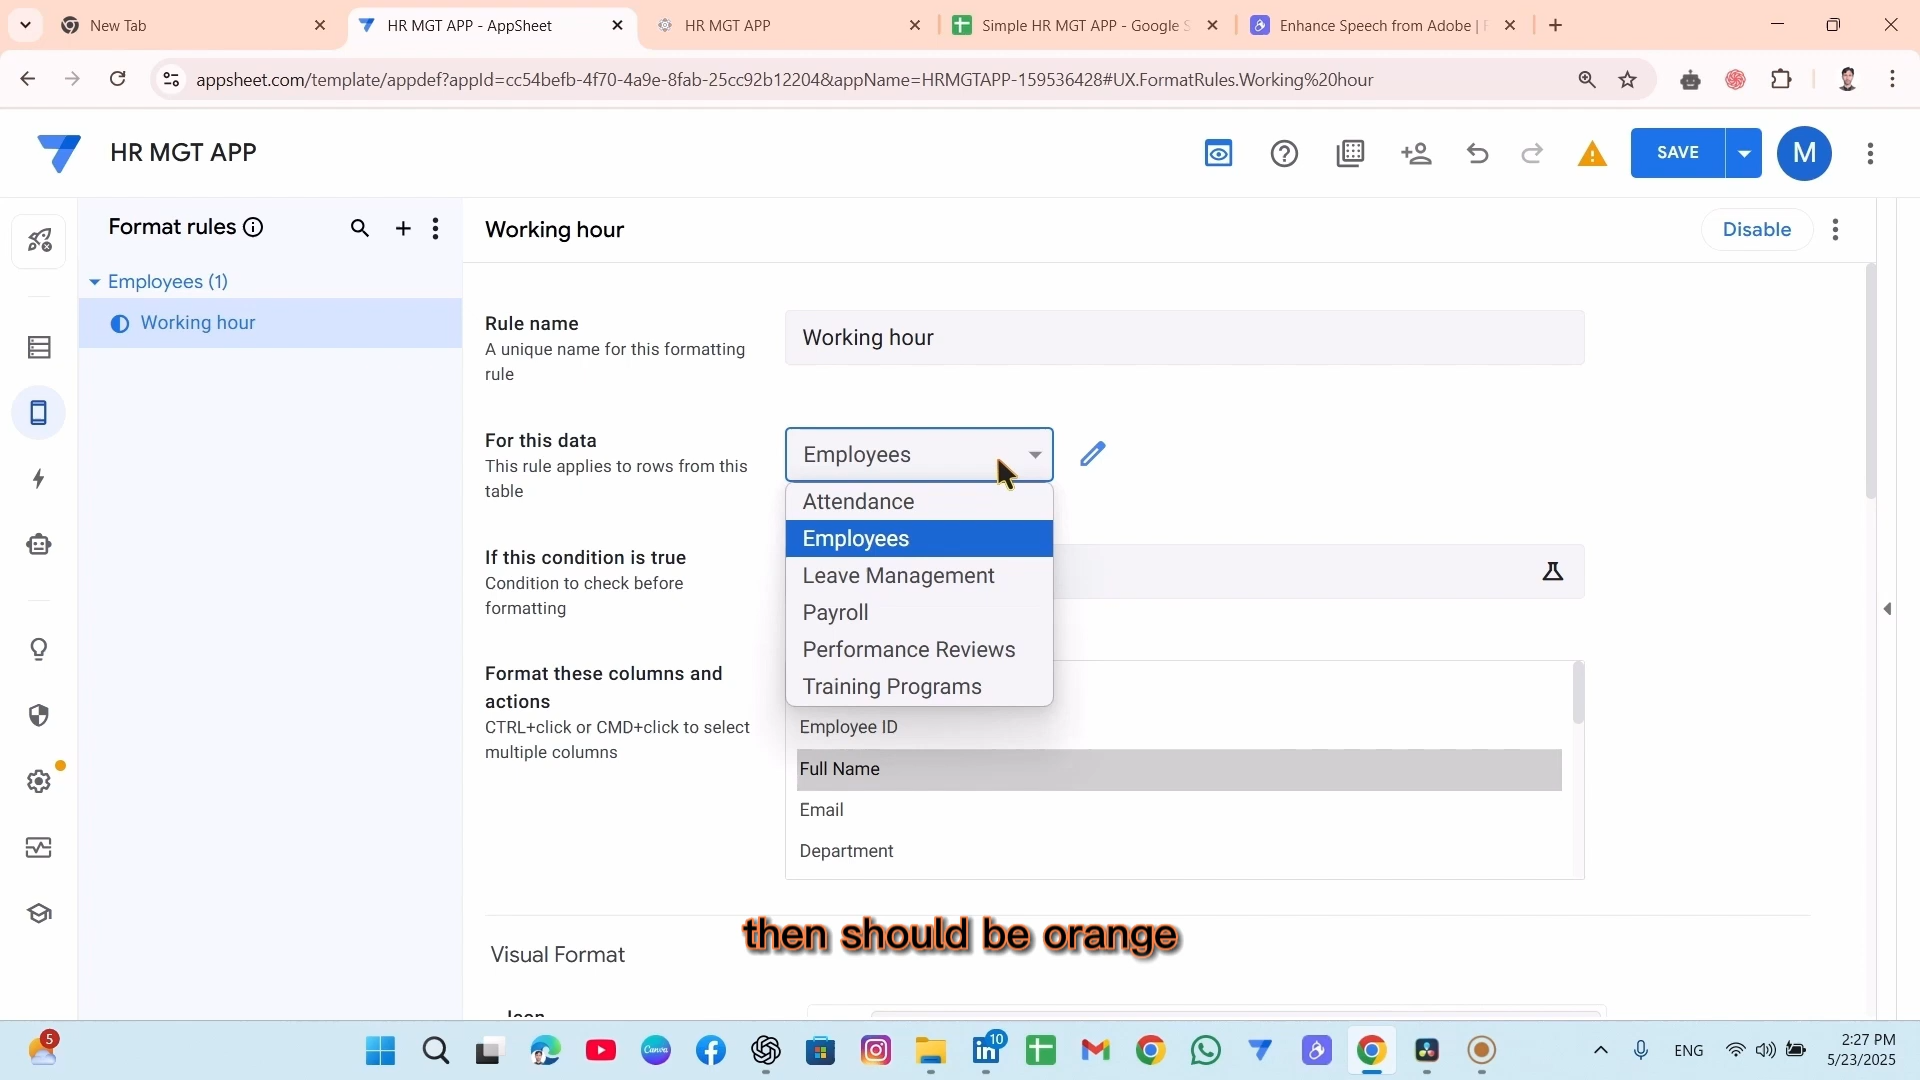 New Tab
HR MGT APP - AppSheet
HR MGT APP
Simple HR MGT APP - Google S
Enhance Speech from Adobe | F
appsheet.com/template/appdef?appId=cc54befb-4f70-4a9e-8fab-25cc92b12204&appName=HRMGTAPP-159536428#UX.FormatRules.Working%20hour
HR MGT APP
SAVE
M
Format rules
Working hour
Disable
Employees (1)
Working hour
Rule name
A unique name for this formatting
rule
Working hour
For this data
This rule applies to rows from this
table
Employees
Attendance
Employees
Leave Management
Payroll
Performance Reviews
Training Programs
If this condition is true
Condition to check before
formatting
Format these columns and
actions
CTRL+click or CMD+click to select
multiple columns
Employee ID
Full Name
Email
Department
then should be orange
Visual Format
Icon
5
Canva
10
ENG
2:27 PM
5/23/2025